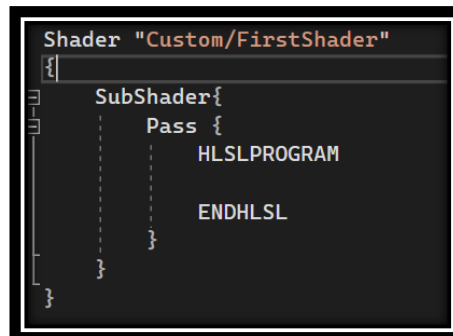 Shader "Custom/FirstShader"
{
SubShader{
Pass {
HLSLPROGRAM
ENDHLSL
}
}
}